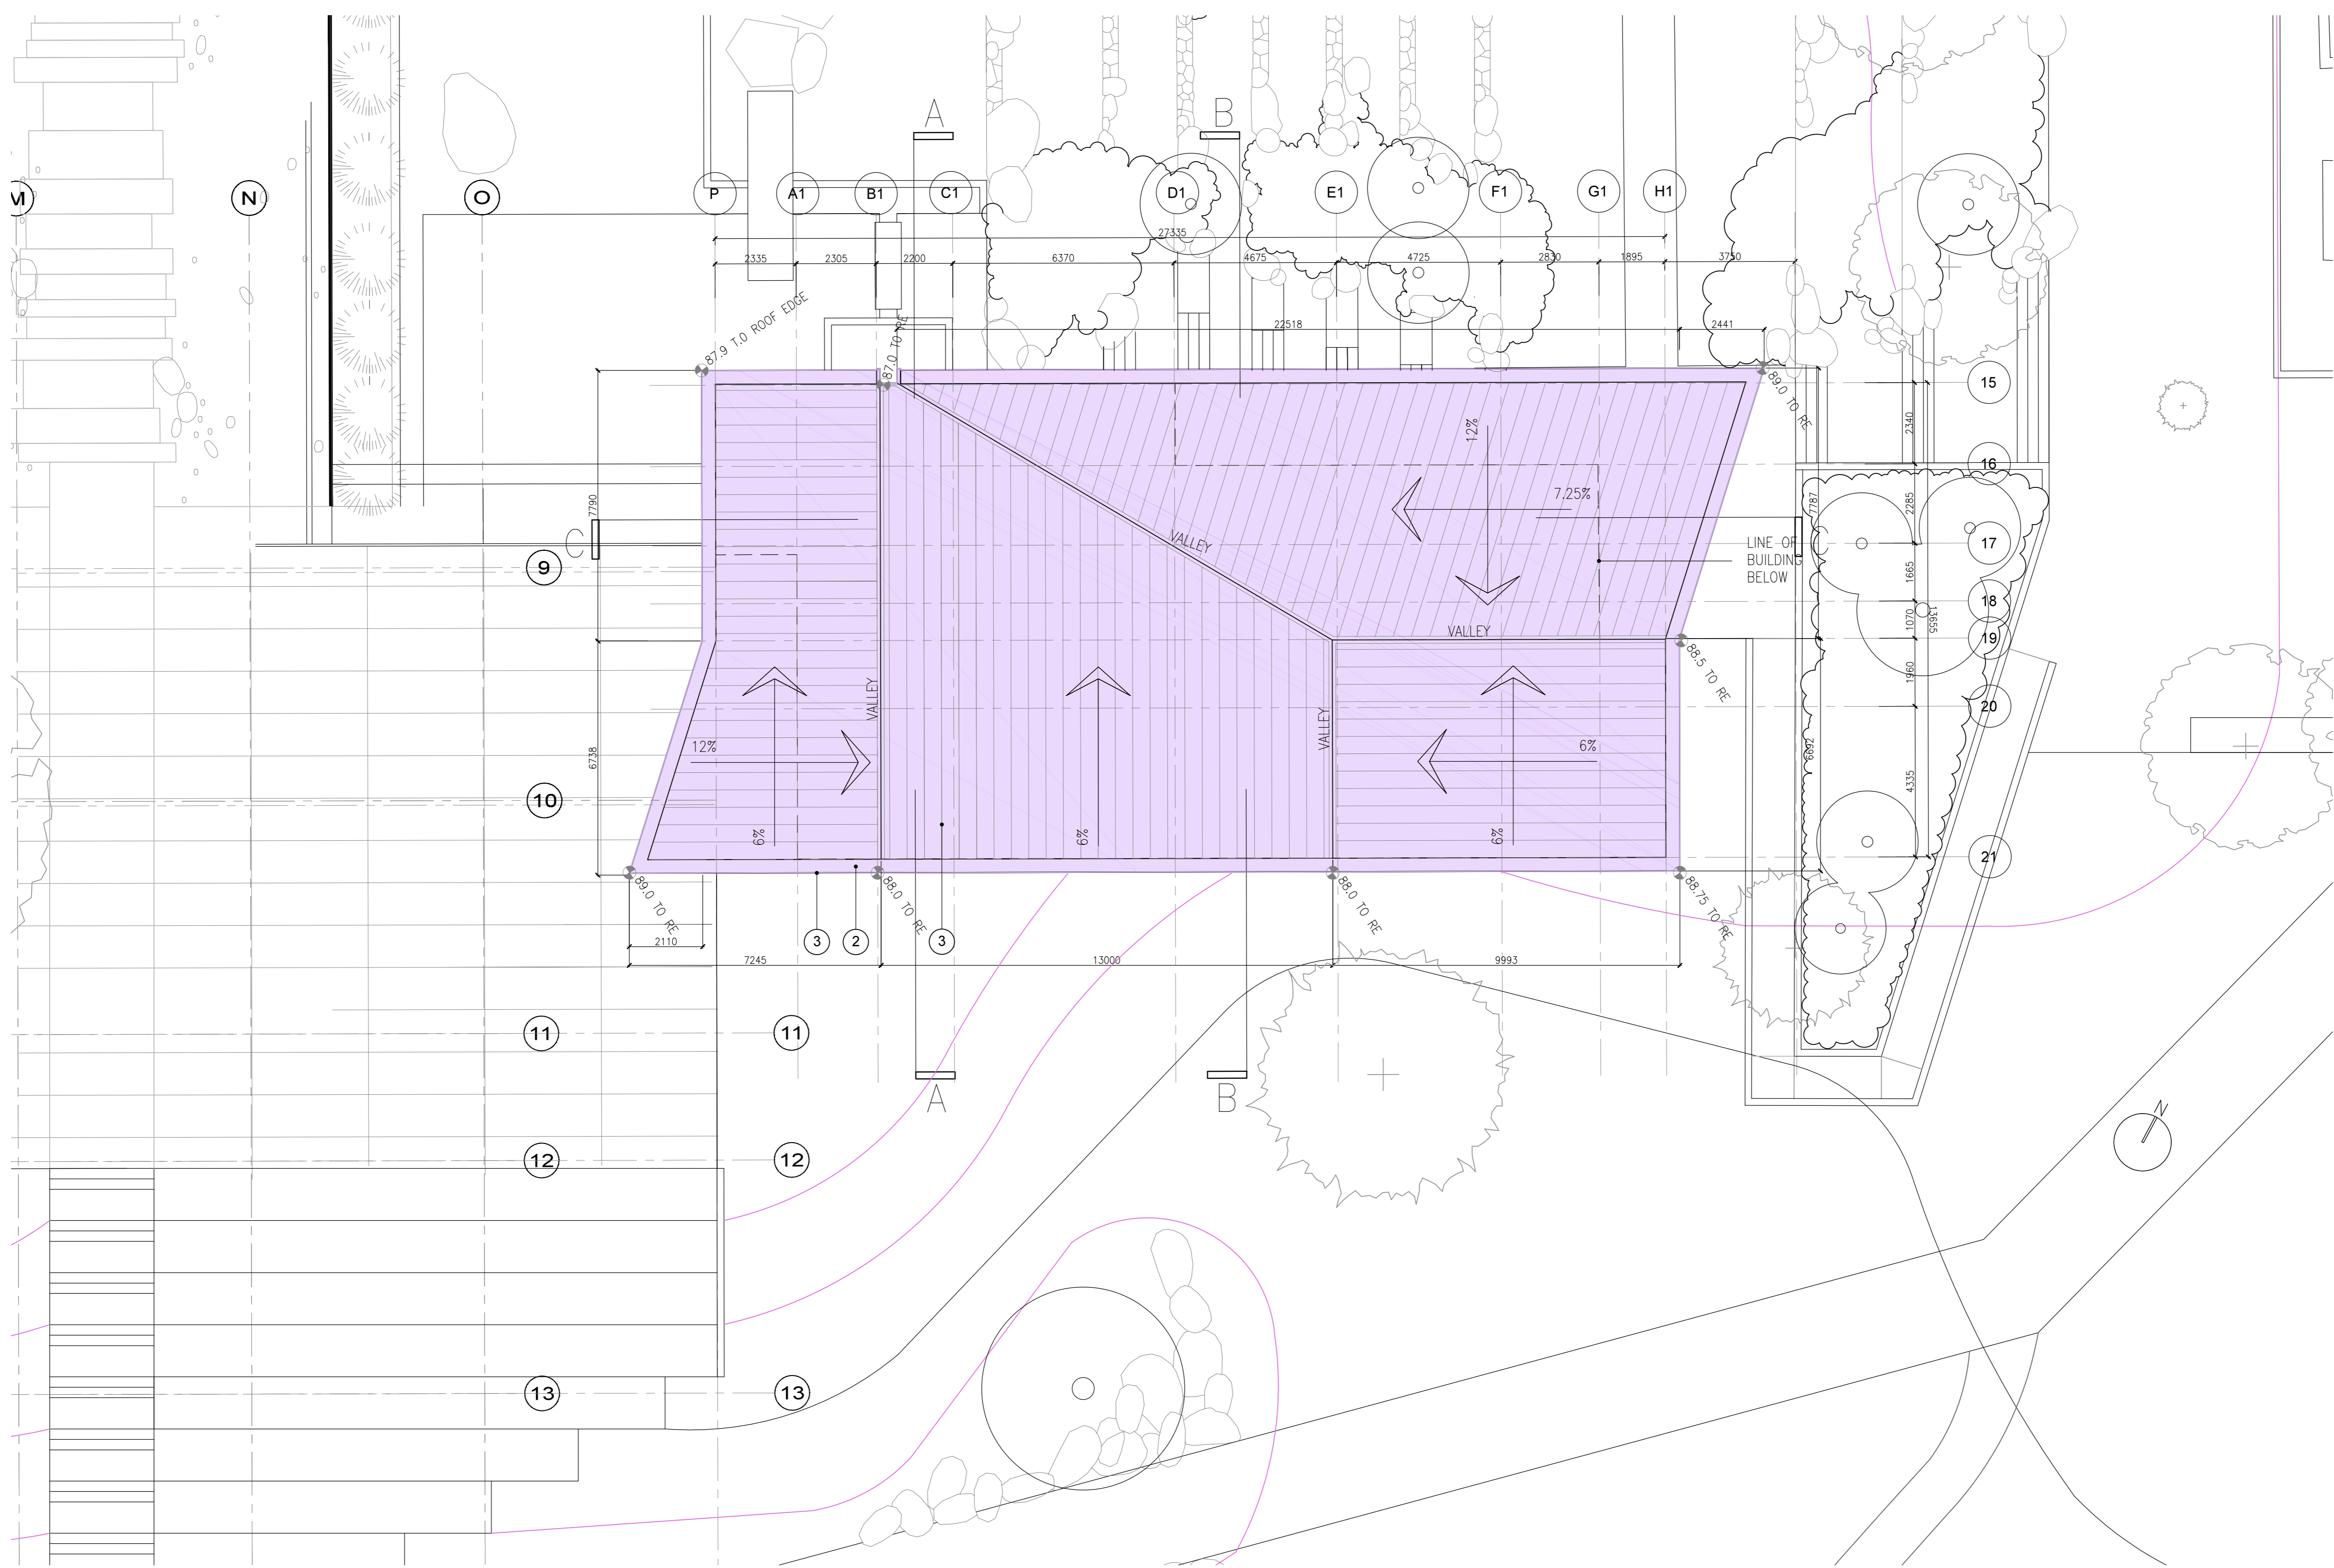 A
B
M
N
O
P
A1
B1
C1
D1
E1
F1
G1
H1
27335
2335
2305
2200
6370
4675
4725
2830
1895
3750
22518
2441
87.9 T.O ROOF EDGE
87.0 TO RE
89.0 TO RE
15
2340
16
12%
7.25%
7790
7787
2285
C
C
VALLEY
LINE OF
BUILDING
BELOW
17
9
1665
18
1070
13655
VALLEY
19
88.5 TO RE
1960
VALLEY
VALLEY
20
12%
6%
6738
6692
10
4335
6%
6%
6%
21
89.0 TO RE
88.0 TO RE
88.0 TO RE
88.75 TO RE
2110
3
2
3
7245
13000
9993
11
11
A
B
N
12
12
13
13